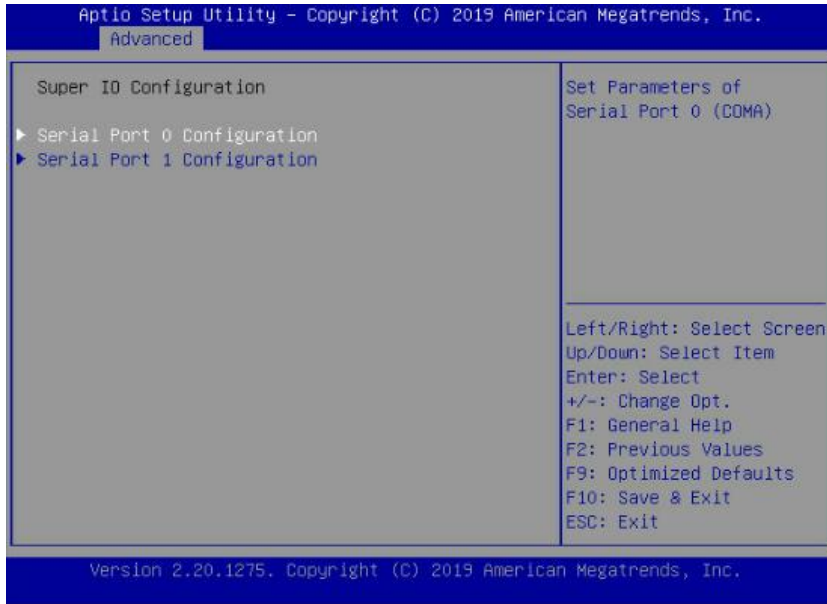 Aptio Setup Utility – Copyright (C) 2019 American Megatrends, Inc.
Advanced
Super IO Configuration
Serial Port 0 Configuration
Serial Port 1 Configuration
Set Parameters of
Serial Port 0 (COMA)
Left/Right: Select Screen
Up/Down: Select Item
Enter: Select
+/-: Change Opt.
F1: General Help
F2: Previous Values
F9: Optimized Defaults
F10: Save & Exit
ESC: Exit
Version 2.20.1275. Copyright (C) 2019 American Megatrends, Inc.